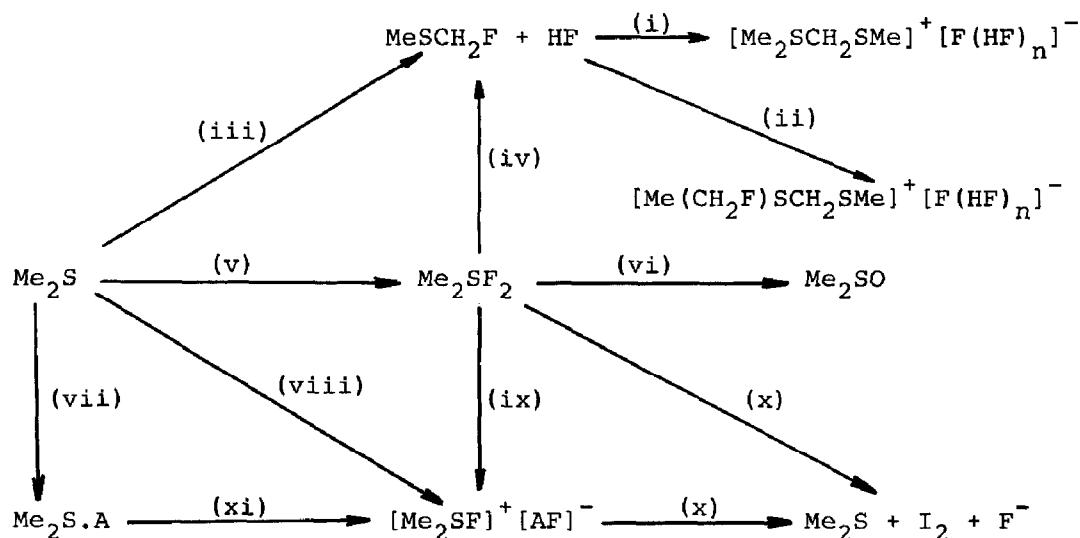 MeSCH₂F + HF (i) [Me₂SCH₂SMe]⁺[F(HF)ₙ]⁻
(ii)
(iii)
(iv)
[Me(CH₂F)SCH₂SMe]⁺[F(HF)ₙ]⁻
Me₂S (v) Me₂SF₂ (vi) Me₂SO
(vii) (viii) (ix) (x)
Me₂S.A (xi) [Me₂SF]⁺[AF]⁻ (x) Me₂S + I₂ + F⁻